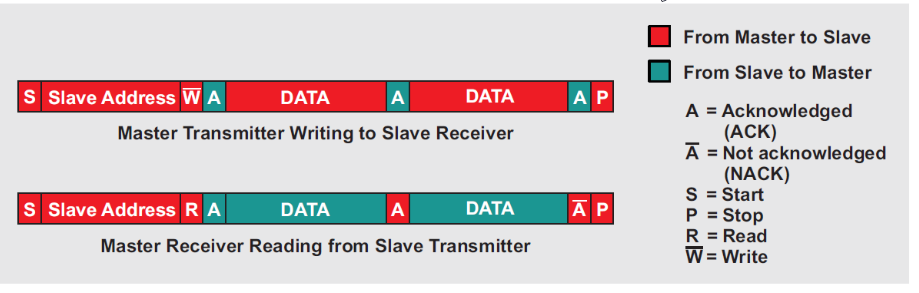 From Master to Slave
From Slave to Master
S Slave Address W̅ A DATA A DATA A P
Master Transmitter Writing to Slave Receiver
S Slave Address R A DATA A DATA A̅ P
Master Receiver Reading from Slave Transmitter
A = Acknowledged
(ACK)
A̅ = Not acknowledged
(NACK)
S = Start
P = Stop
R = Read
W̅ = Write